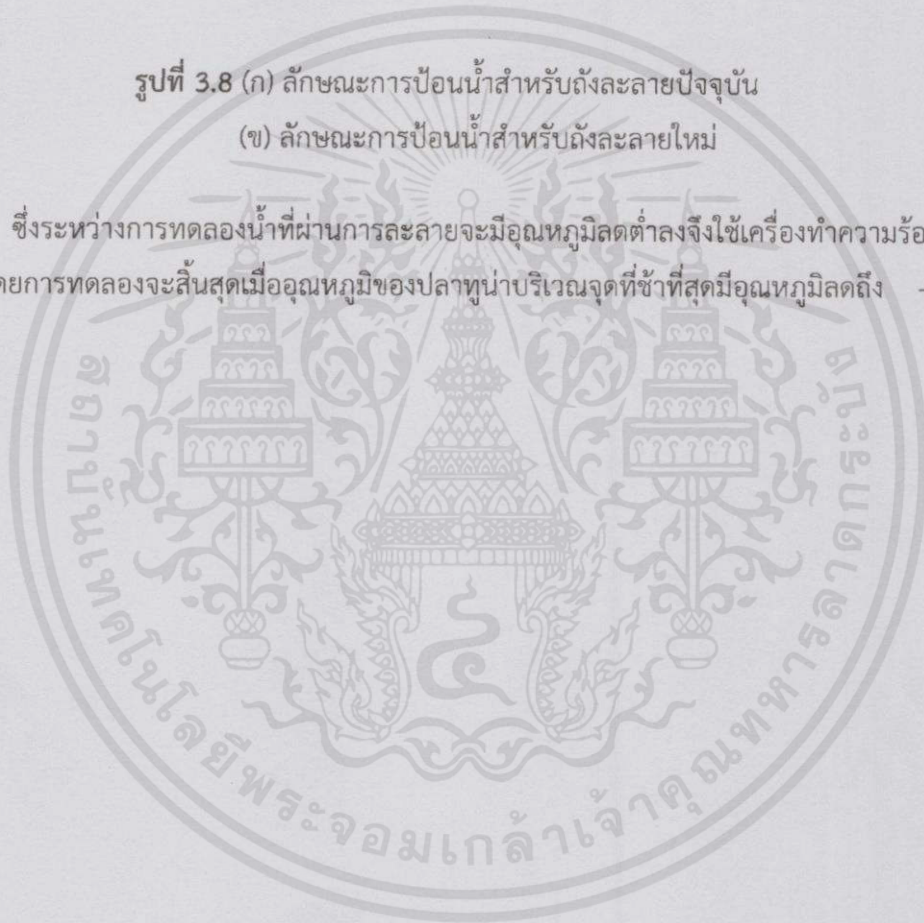 รูปที่ 3.8 (ก) ลักษณะการป้อนน้ำสำหรับถังละลายปัจจุบัน
(ข) ลักษณะการป้อนน้ำสำหรับถังละลายใหม่
ซึ่งระหว่างการทดลองน้ำที่ผ่านการละลายจะมีอุณหภูมิลดต่ำลงจึงใช้เครื่องทำความร้อ
ดยการทดลองจะสิ้นสุดเมื่ออุณหภูมิของปลาทูน่าบริเวณจุดที่ช้าที่สุดมีอุณหภูมิลดถึง -
สถาบันเทคโนโลยีพระจอมเกล้าเจ้าคุณทหารลาดกระบัง